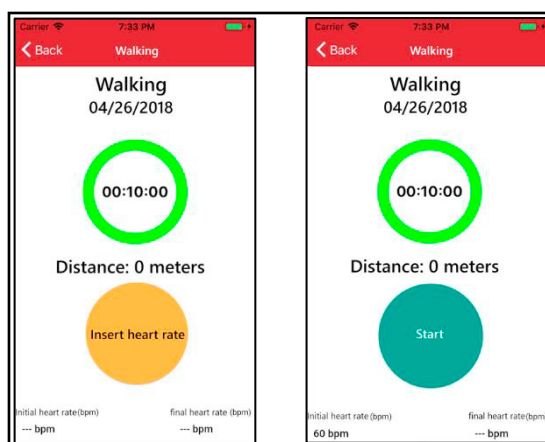 Carrier 7:33 PM
Back Walking
Walking
04/26/2018
00:10:00
Distance: 0 meters
Insert heart rate
Initial heart rate(bpm) final heart rate (bpm)
--- bpm --- bpm
Carrier 7:33 PM
Back Walking
Walking
04/26/2018
00:10:00
Distance: 0 meters
Start
Initial heart rate(bpm) final heart rate(bpm)
60 bpm --- bpm